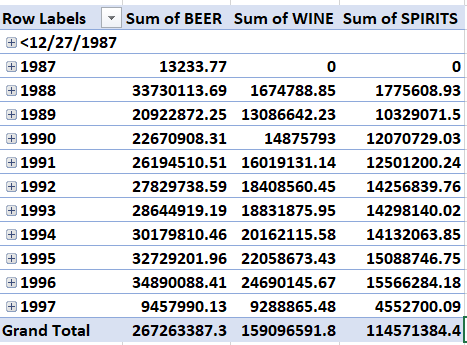 Row Labels Sum of BEER Sum of WINE Sum of SPIRITS
<12/27/1987
1987 13233.77 0 0
1988 33730113.69 1674788.85 1775608.93
1989 20922872.25 13086642.23 10329071.5
1990 22670908.31 14875793 12070729.03
1991 26194510.51 16019131.14 12501200.24
1992 27829738.59 18408560.45 14256839.76
1993 28644919.19 18831875.95 14298140.02
1994 30179810.46 20162115.58 14132063.85
1995 32729201.96 22058673.43 15088746.75
1996 34890088.41 24690145.67 15566284.18
1997 9457990.13 9288865.48 4552700.09
Grand Total 267263387.3 159096591.8 114571384.4